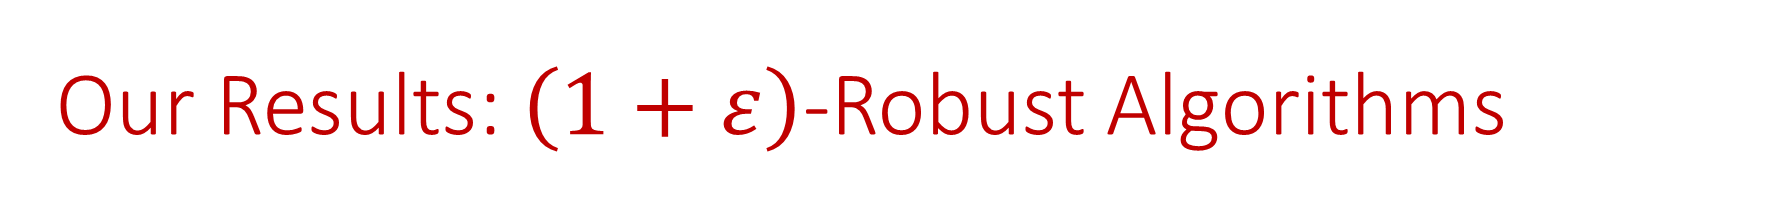 Our Results: (1 + ε)-Robust Algorithms